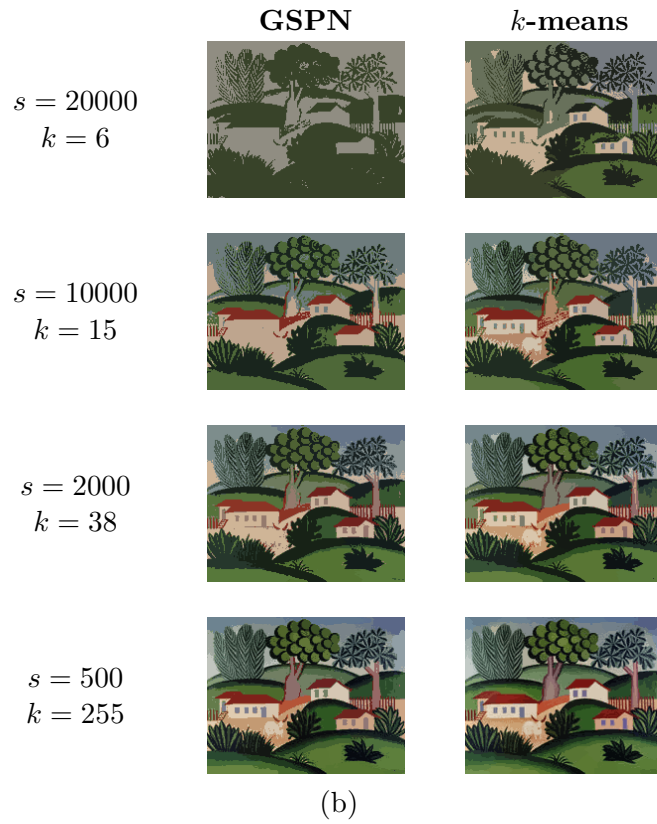 GSPN k-means
s = 20000
k = 6
s = 10000
k = 15
s = 2000
k = 38
s = 500
k = 255
(b)